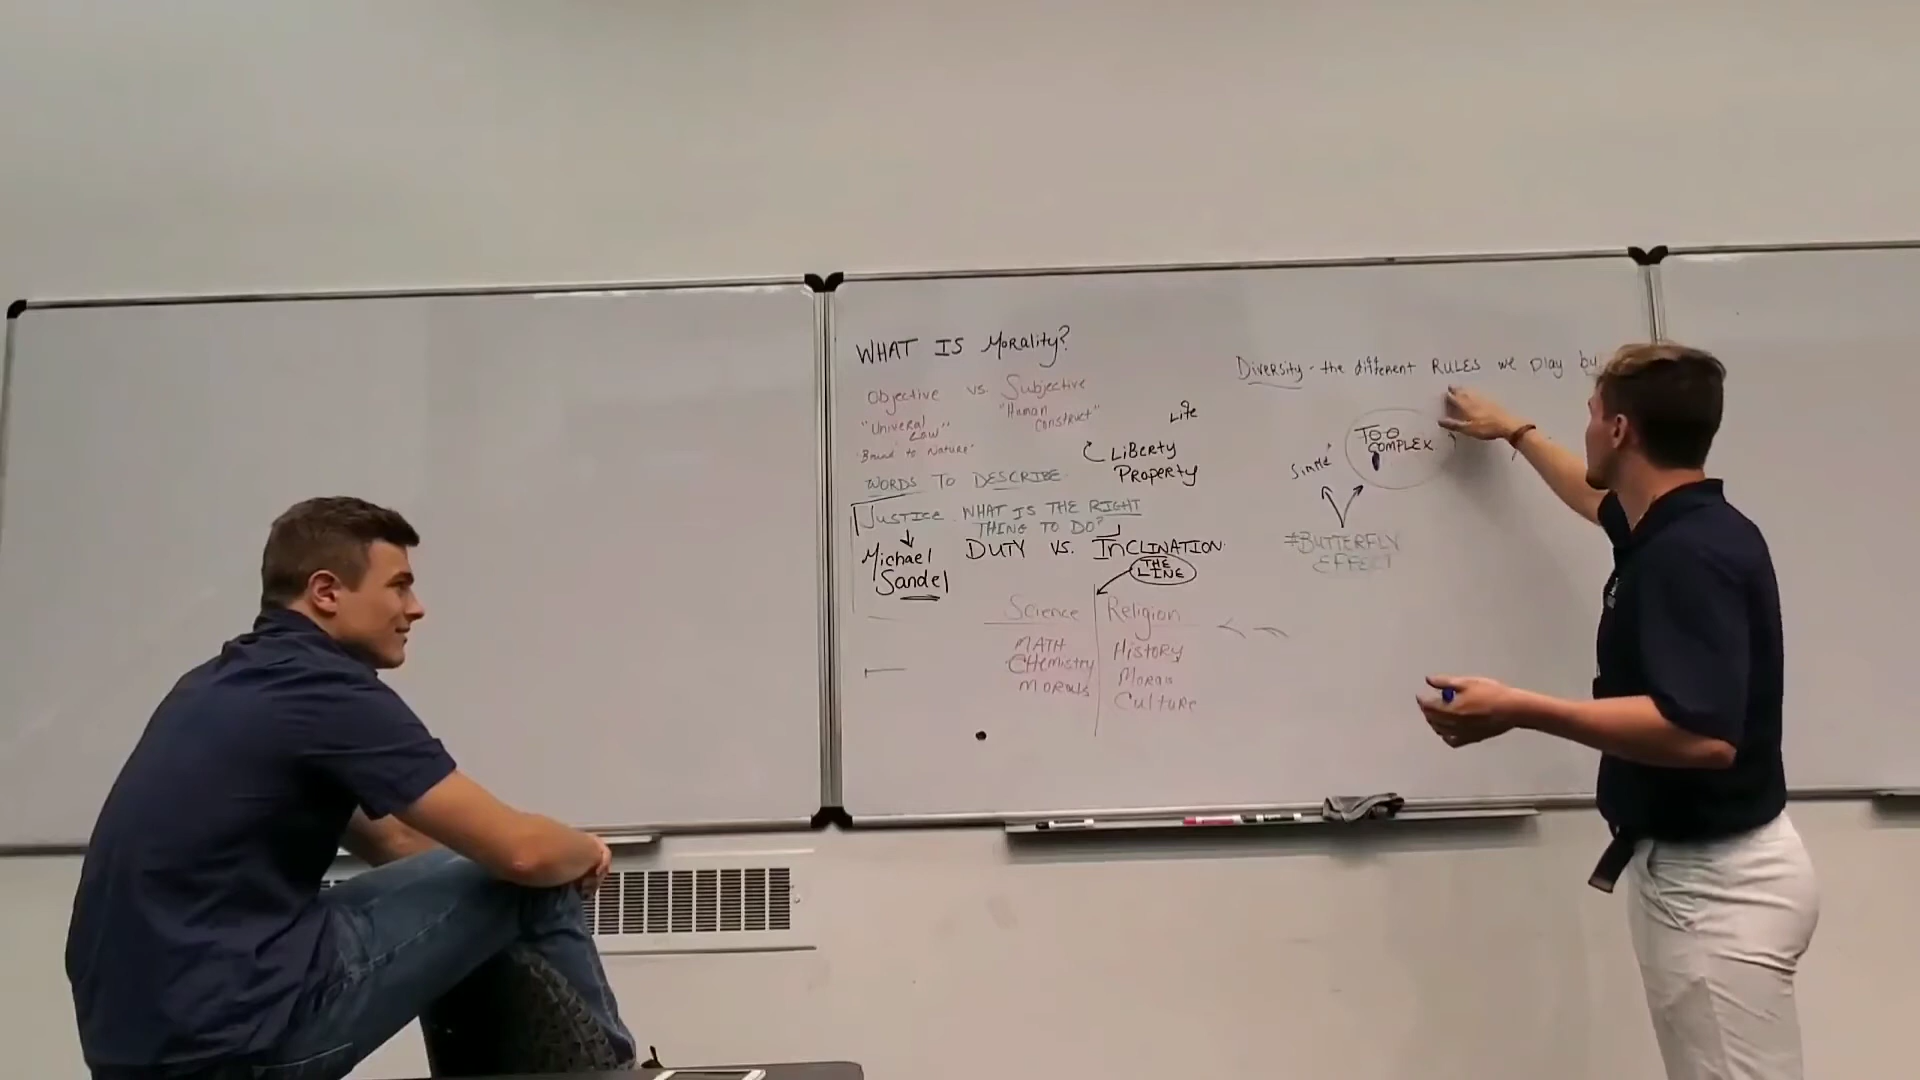 WHAT IS Morality?
Objective vs. Subjective
"Univeral Law"
"Human Construct"
"Bound to Nature"
Life
Liberty
Property
WORDS TO DESCRIBE
JUSTICE. WHAT IS THE RIGHT
THING TO DO?
Michael
Sandel
DUTY vs. INCLINATION
THE
LINE
Science
MATH
CHemistry
MORALS
Religion
History
Morals
Culture
Diversity - the different RULES we play by
TOO
COMPLEX
Simple
#BUTTERFLY
EFFECT